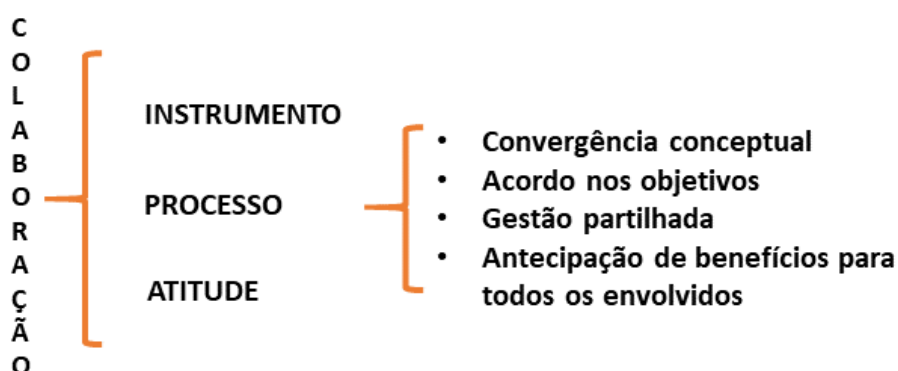 C
O
L
A
B
O
R
A
Ç
Ã
O
INSTRUMENTO
PROCESSO
ATITUDE
• Convergência conceptual
• Acordo nos objetivos
• Gestão partilhada
• Antecipação de benefícios para
todos os envolvidos